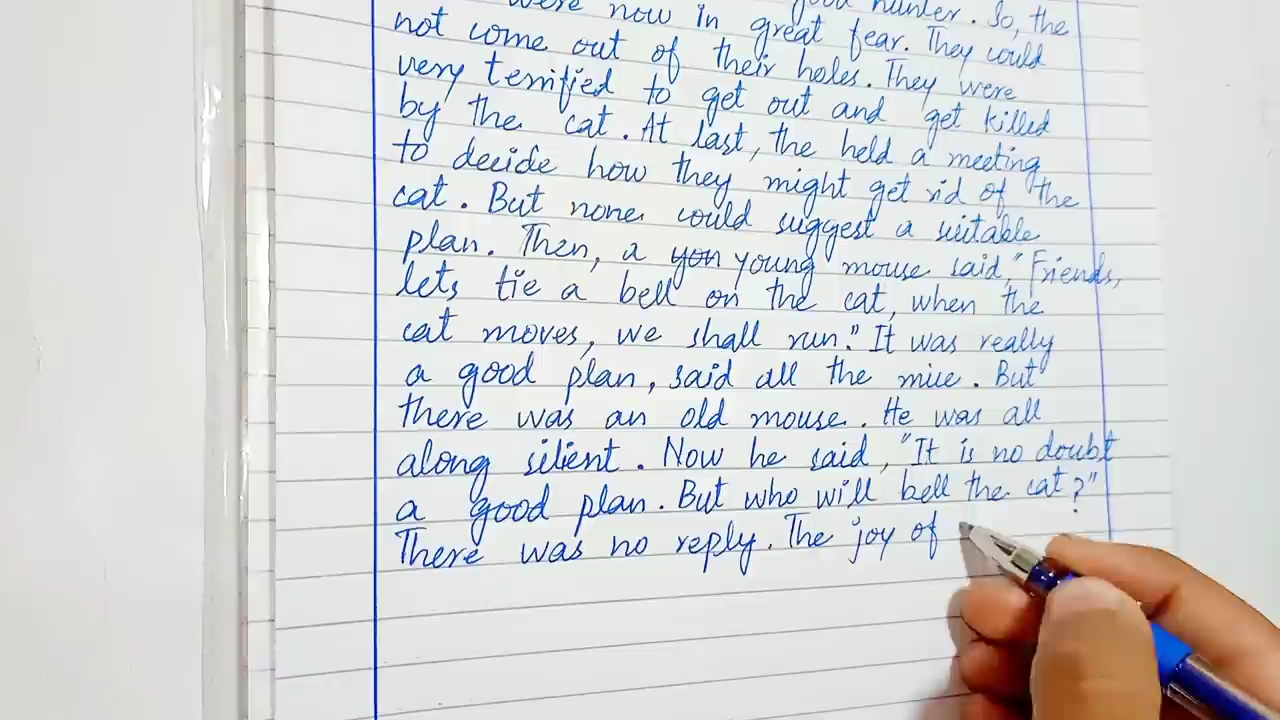 were now in good hunter. So, the
not come out of great fear. They could
very terrified to their holes. They were
by the cat. At get out and get killed
to decide how last, the held a meeting
cat. But none they might get rid of the
plan. Then, a could suggest a suitable
lets tie a yon young mouse said, "Friends,
cat moves, we bell on the cat, when the
a good plan, shall run." It was really
there was an said all the mice. But
along silient. old mouse. He was all
a good plan. Now he said, "It is no doubt
There was no But who will bell the cat?"
reply. The joy of